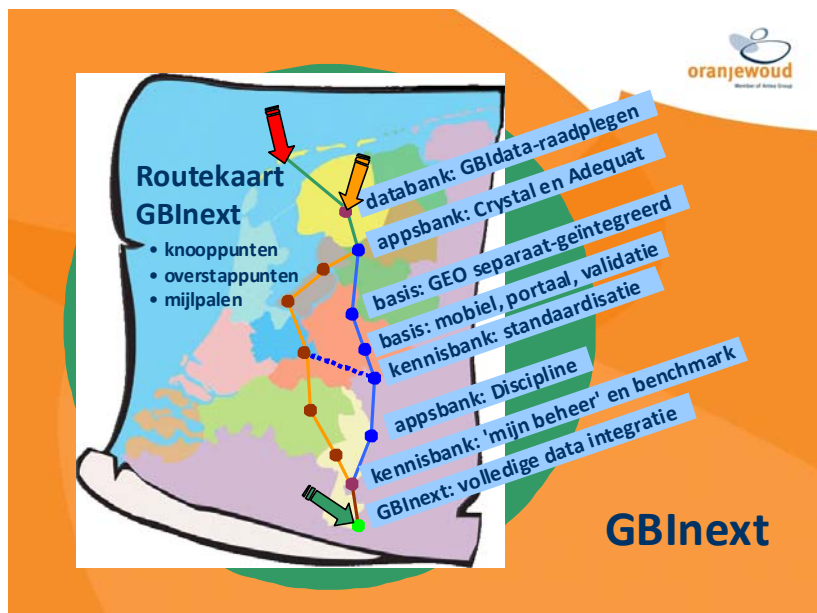 oranjewoud
Member of Antea Group
Routekaart
GBInext
• knooppunten
• overstappunten
• mijlpalen
databank: GBIdata-raadplegen
appsbank: Crystal en Adequat
basis: GEO separaat-geïntegreerd
basis: mobiel, portaal, validatie
kennisbank: standaardisatie
appsbank: Discipline
kennisbank: 'mijn beheer' en benchmark
GBInext: volledige data integratie
GBInext